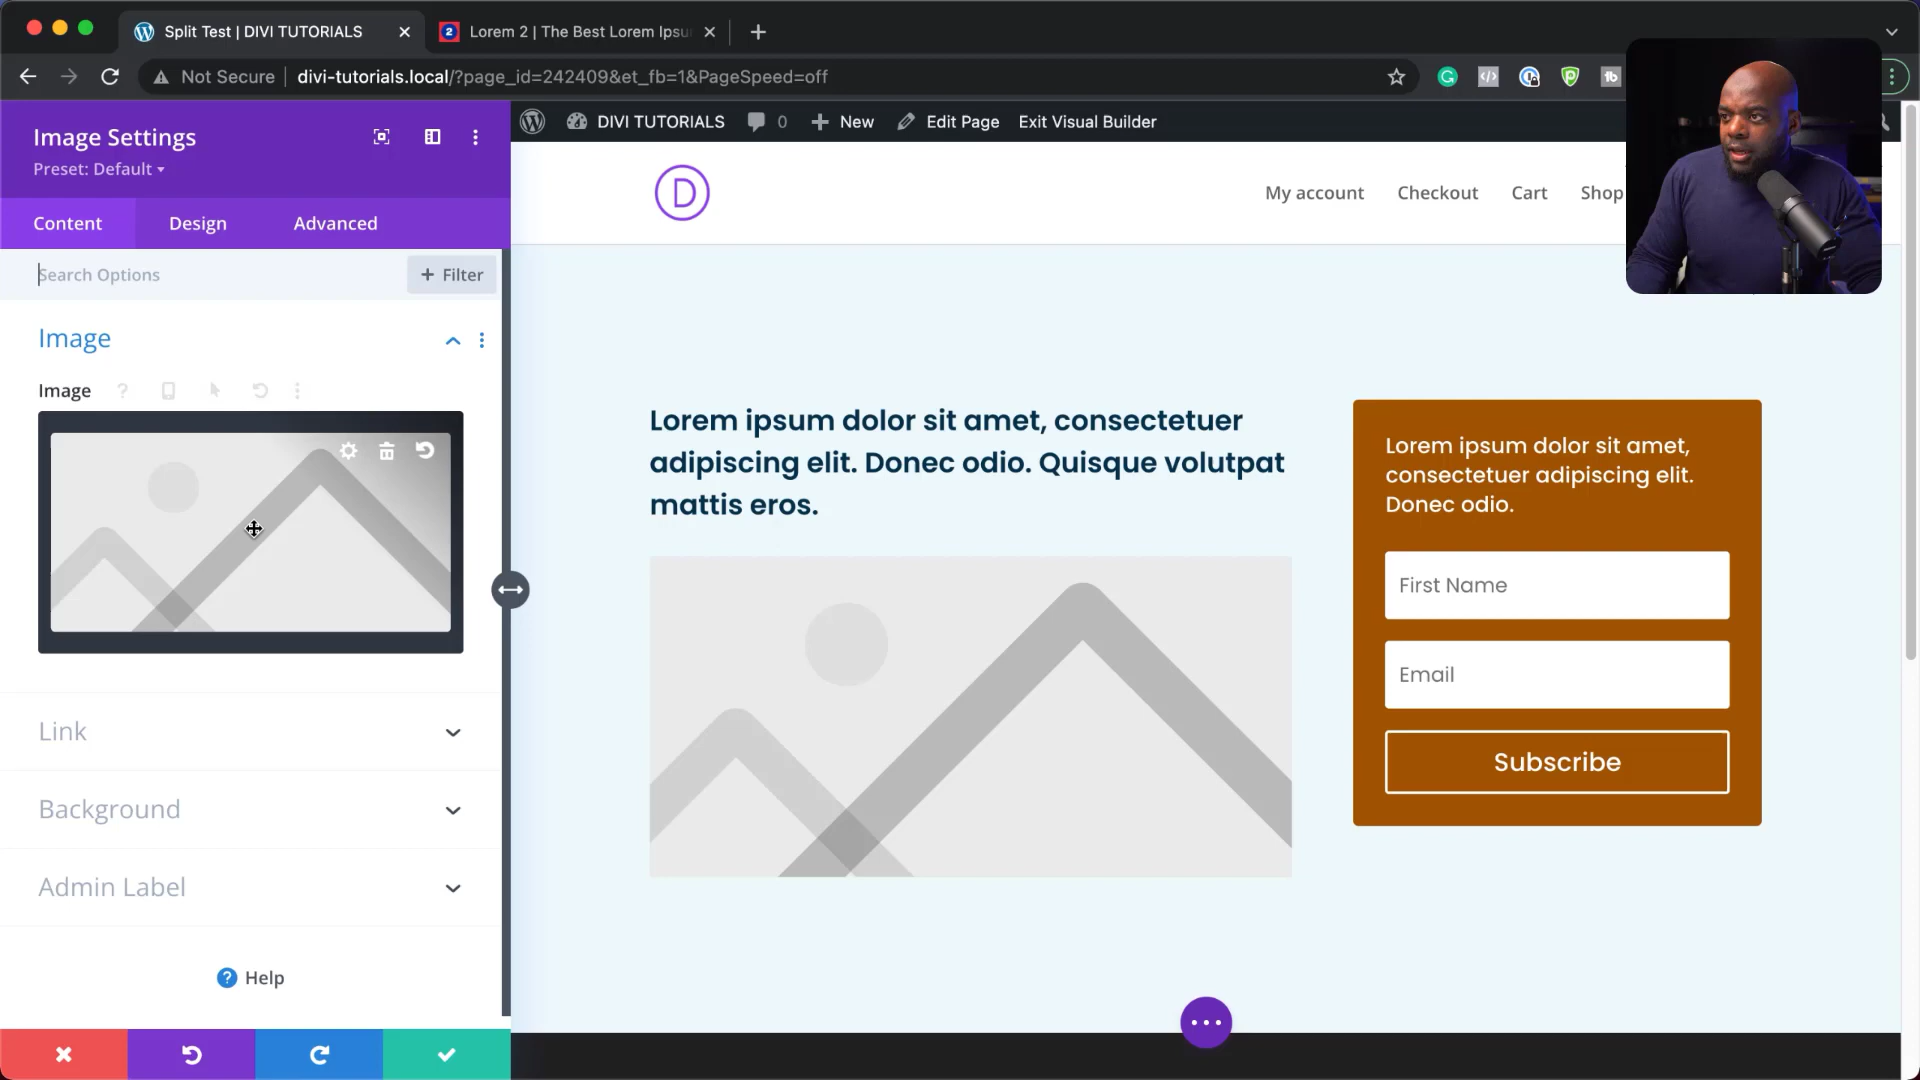 Split Test | DIVI TUTORIALS
Lorem 2 | The Best Lorem Ipsu
Not Secure
divi-tutorials.local/?page_id=242409&et_fb=1&PageSpeed=off
Image Settings
Preset: Default
Content
Design
Advanced
Search Options
+ Filter
Image
Image
Link
Background
Admin Label
? Help
DIVI TUTORIALS
0
New
Edit Page
Exit Visual Builder
D
My account
Checkout
Cart
Shop
Lorem ipsum dolor sit amet, consectetuer
adipiscing elit. Donec odio. Quisque volutpat
mattis eros.
Lorem ipsum dolor sit amet,
consectetuer adipiscing elit.
Donec odio.
First Name
Email
Subscribe